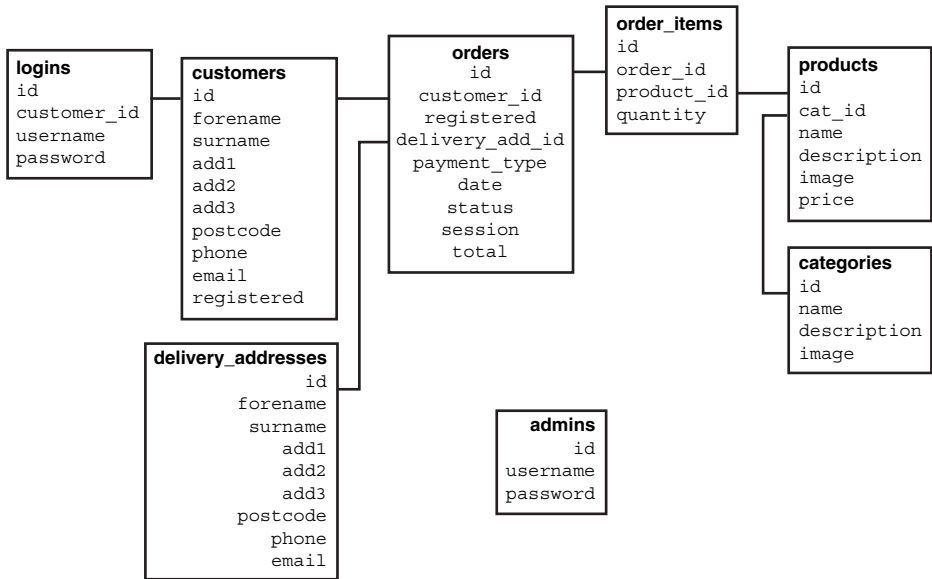 logins
id
customer_id
username
password
customers
id
forename
surname
add1
add2
add3
postcode
phone
email
registered
orders
id
customer_id
registered
delivery_add_id
payment_type
date
status
session
total
order_items
id
order_id
product_id
quantity
products
id
cat_id
name
description
image
price
categories
id
name
description
image
delivery_addresses
id
forename
surname
add1
add2
add3
postcode
phone
email
admins
id
username
password